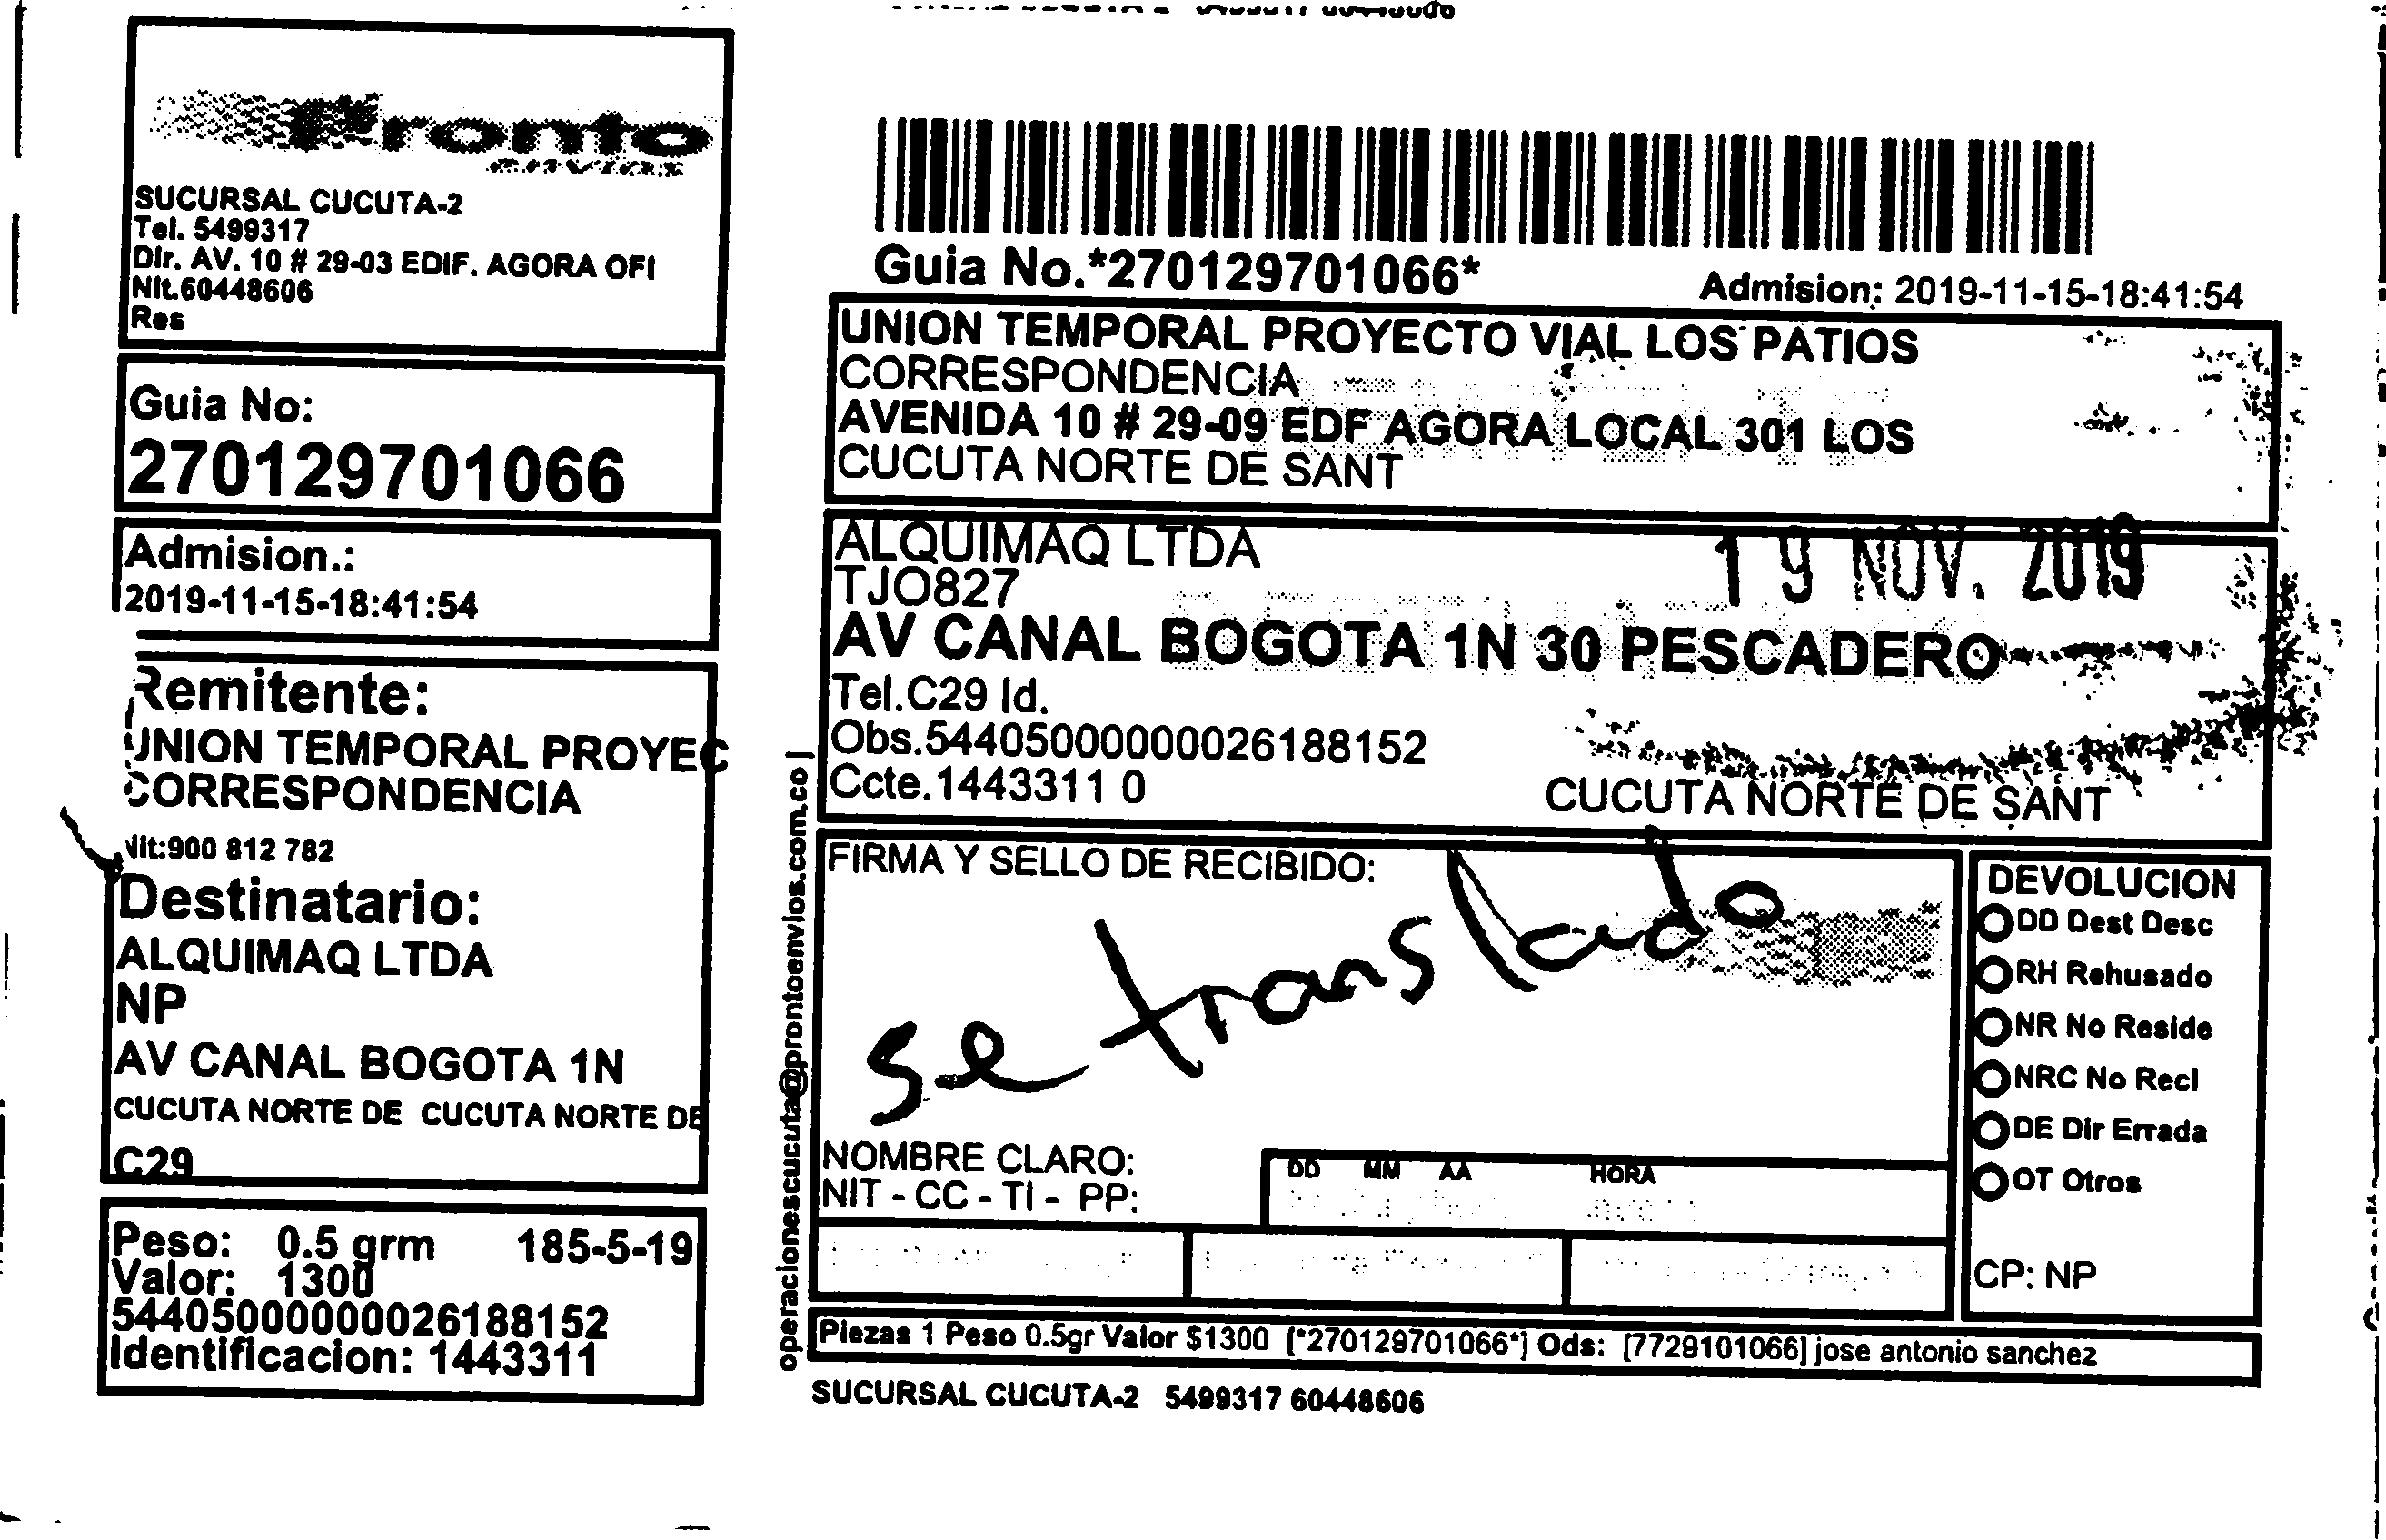 Pronto
envios
SUCURSAL CUCUTA-2
Tel. 5499317
Dir. AV. 10 # 29-03 EDIF. AGORA OFI
Nit.60448606
Res
Guia No:
270129701066
Admision.:
2019-11-15-18:41:54
Remitente:
UNION TEMPORAL PROYEC
CORRESPONDENCIA
Nit:900 812 782
Destinatario:
ALQUIMAQ LTDA
NP
AV CANAL BOGOTA 1N
CUCUTA NORTE DE CUCUTA NORTE DE
C29
Peso: 0.5 grm 185-5-19
Valor: 1300
544050000000026188152
Identificacion: 1443311
Guia No.*270129701066*
Admision: 2019-11-15-18:41:54
UNION TEMPORAL PROYECTO VIAL LOS PATIOS
CORRESPONDENCIA
AVENIDA 10 # 29-09 EDF AGORA LOCAL 301 LOS
CUCUTA NORTE DE SANT
ALQUIMAQ LTDA
19 NOV. 2019
TJO827
AV CANAL BOGOTA 1N 30 PESCADERO
Tel.C29 Id.
Obs.544050000000026188152
Ccte.1443311 0
CUCUTA NORTE DE SANT
operacionescucuta@prontoenvios.com.co |
FIRMA Y SELLO DE RECIBIDO:
se translado
NOMBRE CLARO:
NIT - CC - TI - PP:
DD MM AA HORA
DEVOLUCION
DD Dest Desc
RH Rehusado
NR No Reside
NRC No Recl
DE Dir Errada
OT Otros
CP: NP
Piezas 1 Peso 0.5gr Valor $1300 [*270129701066*] Ods: [7729101066] jose antonio sanchez
SUCURSAL CUCUTA-2 5499317 60448606